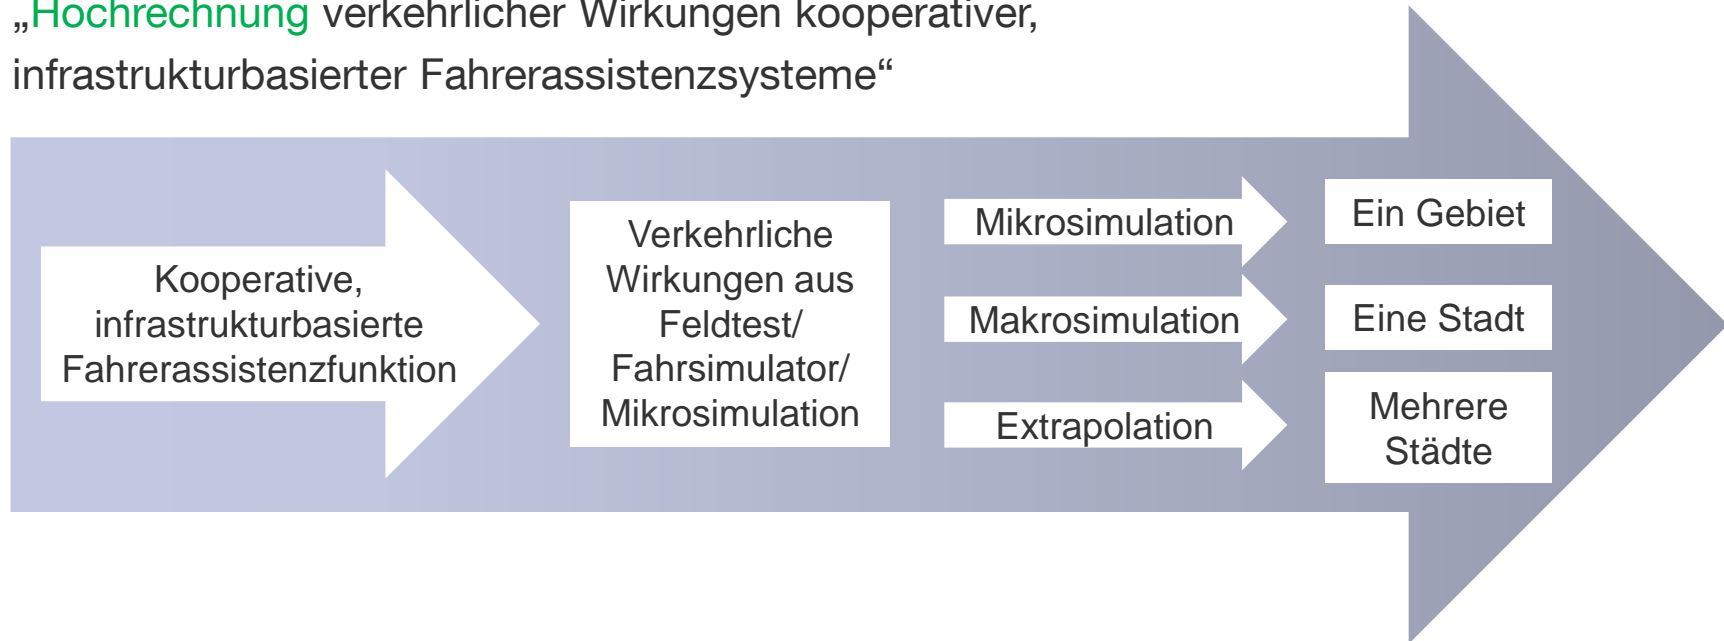 „Hochrechnung verkehrlicher Wirkungen kooperativer,
infrastrukturbasierter Fahrerassistenzsysteme“
Kooperative,
infrastrukturbasierte
Fahrerassistenzfunktion
Verkehrliche
Wirkungen aus
Feldtest/
Fahrsimulator/
Mikrosimulation
Mikrosimulation
Ein Gebiet
Makrosimulation
Eine Stadt
Extrapolation
Mehrere
Städte